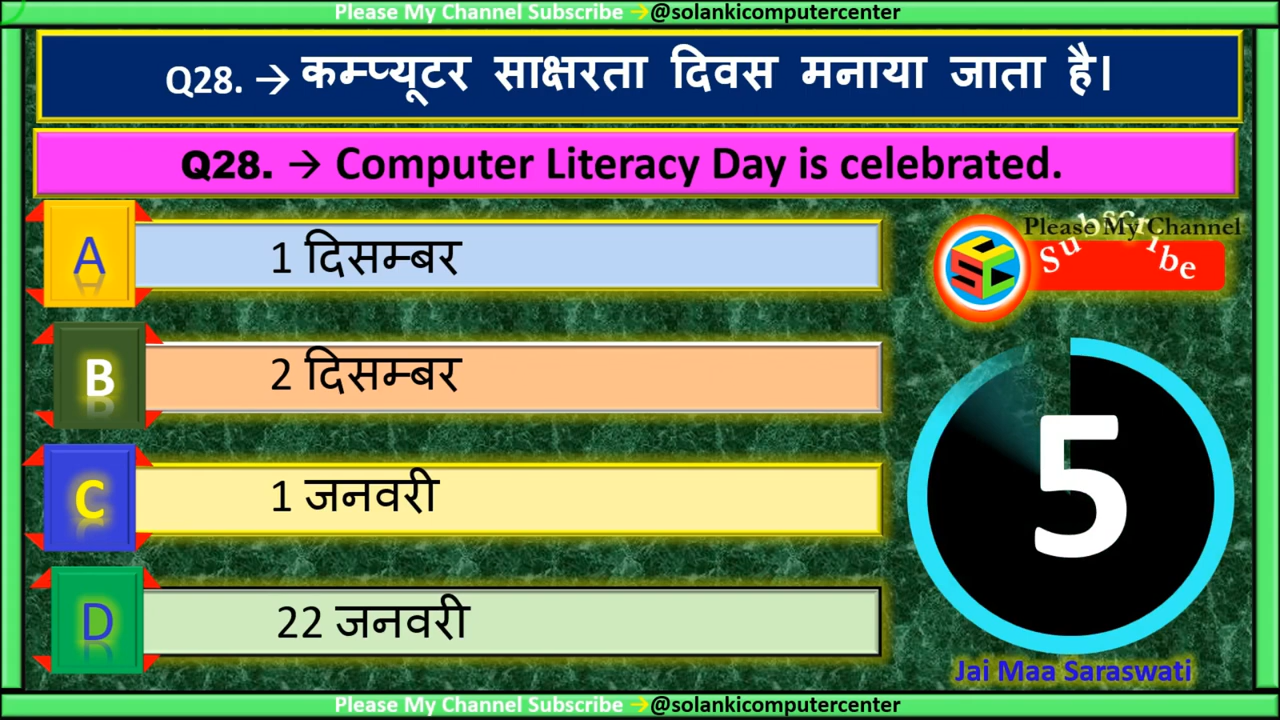 Please My Channel Subscribe →@solankicomputercenter
Q28. → कम्प्यूटर साक्षरता दिवस मनाया जाता है।
Q28. → Computer Literacy Day is celebrated.
A 1 दिसम्बर
B 2 दिसम्बर
C 1 जनवरी
D 22 जनवरी
Please My Channel
Subscribe
SCC
5
Jai Maa Saraswati
Please My Channel Subscribe →@solankicomputercenter